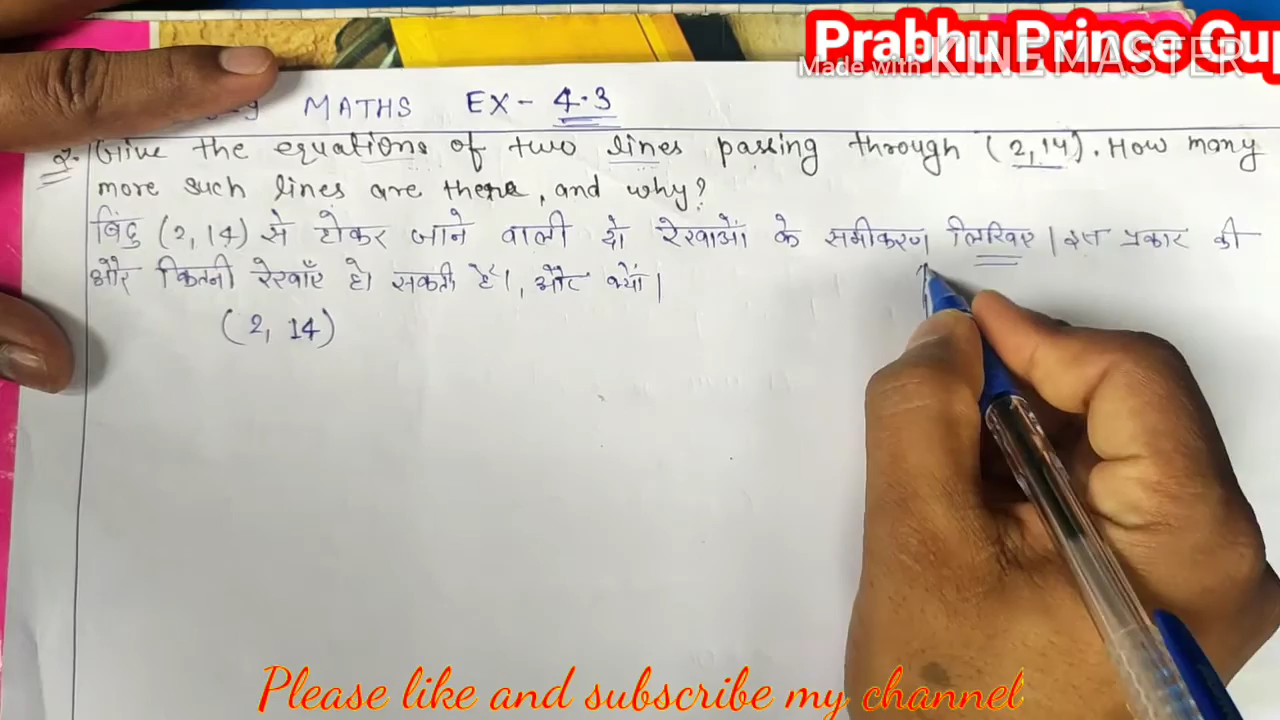 Prabhu Prince Gup
Made with KINEMASTER
MATHS EX - 4.3
2. Give the equations of two lines passing through (2,14). How many
more such lines are there, and why?
बिंदु (2,14) से होकर जाने वाली दो रेखाओं के समीकरण लिखिए। इस प्रकार की
और कितनी रेखाएँ हो सकती हैं।, और क्यों।
(2, 14)
Please like and subscribe my channel